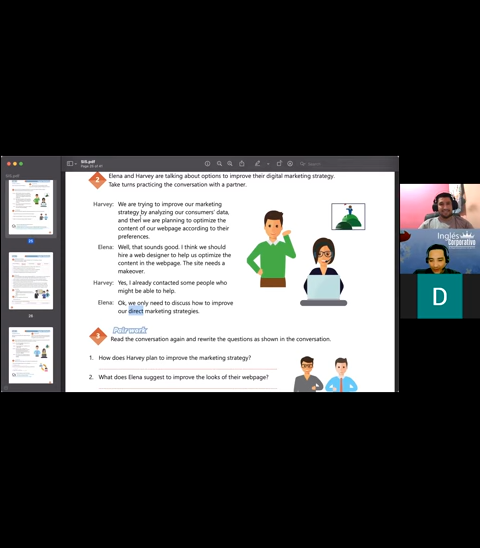 SI5.pdf
SI5.pdf
Search
2
Elena and Harvey are talking about options to improve their digital marketing strategy.
Take turns practicing the conversation with a partner.
Harvey: We are trying to improve our marketing
strategy by analyzing our consumers' data,
and then we are planning to optimize the
content of our webpage according to their
preferences.
Elena: Well, that sounds good. I think we should
hire a web designer to help us optimize the
content in the webpage. The site needs a
makeover.
Harvey: Yes, I already contacted some people who
might be able to help.
Elena: Ok, we only need to discuss how to improve
our direct marketing strategies.
3
Pair work
Read the conversation again and rewrite the questions as shown in the conversation.
1. How does Harvey plan to improve the marketing strategy?
2. What does Elena suggest to improve the looks of their webpage?
Inglés
Corporativo
D